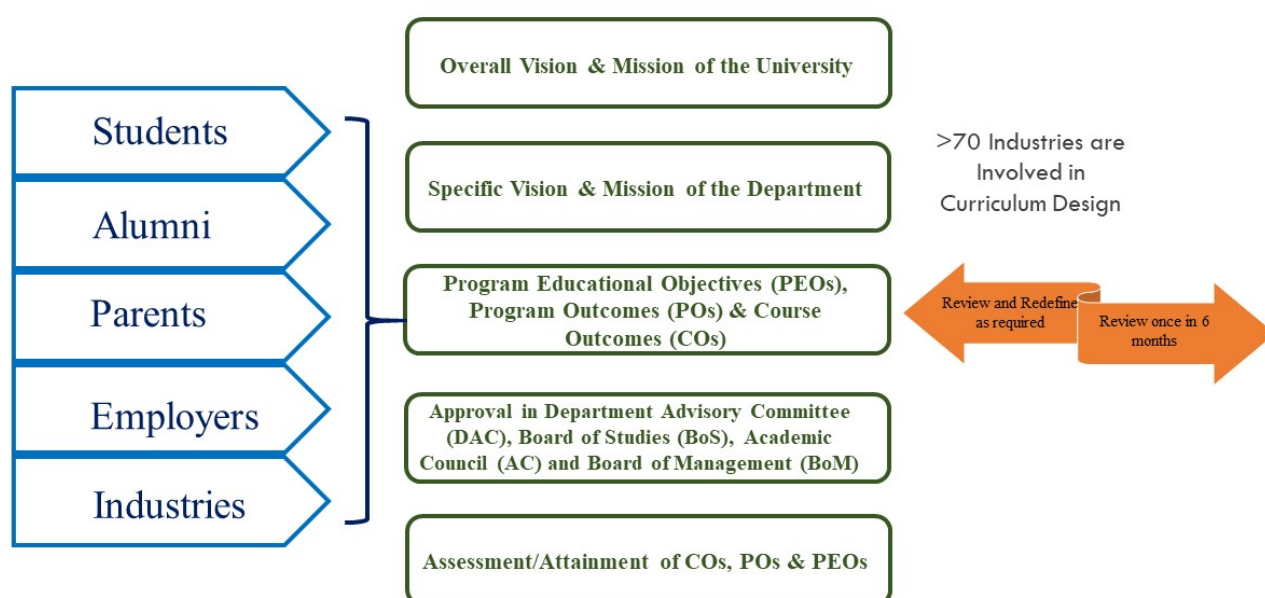 Students
Alumni
Parents
Employers
Industries
Overall Vision & Mission of the University
Specific Vision & Mission of the Department
Program Educational Objectives (PEOs),
Program Outcomes (POs) & Course
Outcomes (COs)
Approval in Department Advisory Committee
(DAC), Board of Studies (BoS), Academic
Council (AC) and Board of Management (BoM)
Assessment/Attainment of COs, POs & PEOs
>70 Industries are
Involved in
Curriculum Design
Review and Redefine
as required
Review once in 6
months